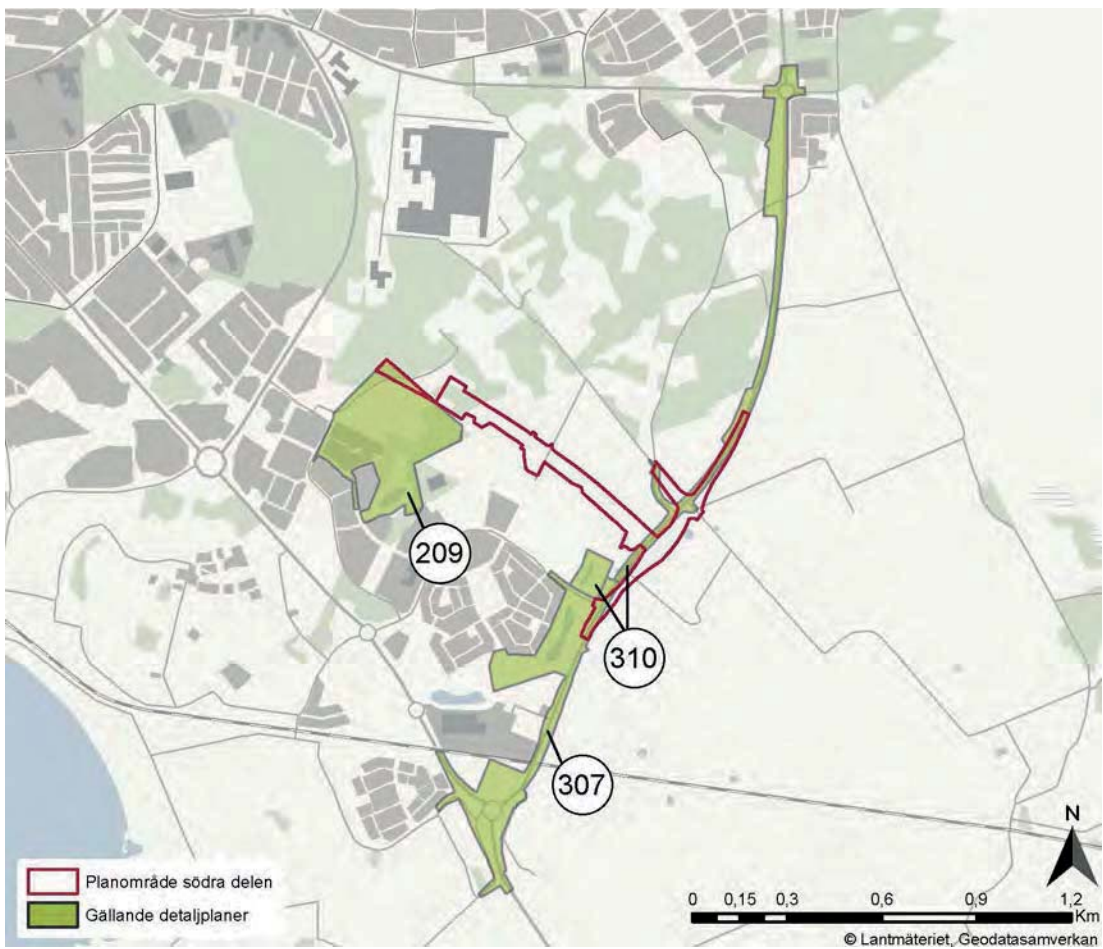 209
310
307
N
Planområde södra delen
Gällande detaljplaner
0 0,15 0,3 0,6 0,9 1,2
Km
© Lantmäteriet, Geodatasamverkan